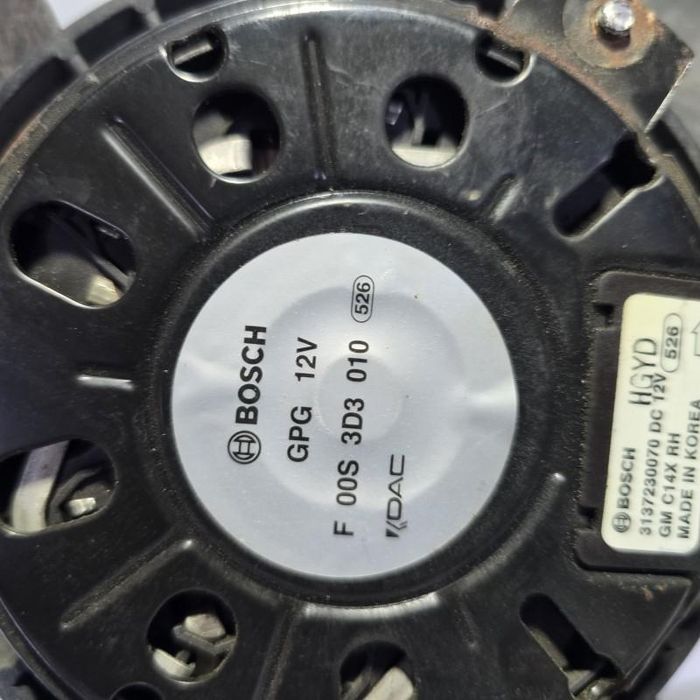 BOSCH
GPG 12V
F 00S 3D3 010 526
KDAC
HGYD
BOSCH
3137230070 DC 12V 526
GM C14X RH
MADE IN KOREA